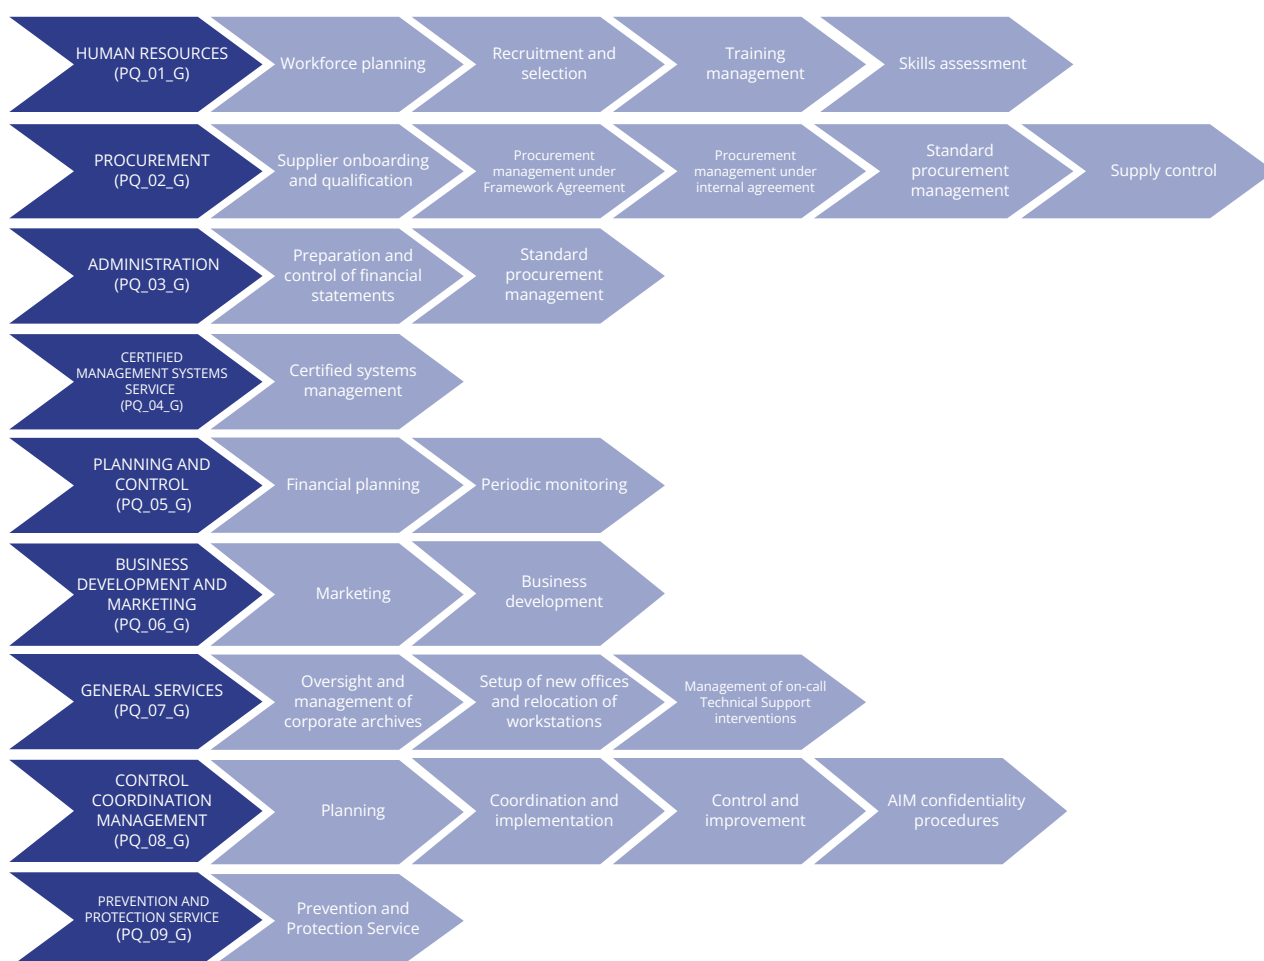 HUMAN RESOURCES
(PQ_01_G)
Workforce planning
Recruitment and
selection
Training
management
Skills assessment
PROCUREMENT
(PQ_02_G)
Supplier onboarding
and qualification
Procurement
management under
Framework Agreement
Procurement
management under
internal agreement
Standard
procurement
management
Supply control
ADMINISTRATION
(PQ_03_G)
Preparation and
control of financial
statements
Standard
procurement
management
CERTIFIED
MANAGEMENT SYSTEMS
SERVICE
(PQ_04_G)
Certified systems
management
PLANNING AND
CONTROL
(PQ_05_G)
Financial planning
Periodic monitoring
BUSINESS
DEVELOPMENT AND
MARKETING
(PQ_06_G)
Marketing
Business
development
GENERAL SERVICES
(PQ_07_G)
Oversight and
management of
corporate archives
Setup of new offices
and relocation of
workstations
Management of on-call
Technical Support
interventions
CONTROL
COORDINATION
MANAGEMENT
(PQ_08_G)
Planning
Coordination and
implementation
Control and
improvement
AIM confidentiality
procedures
PREVENTION AND
PROTECTION SERVICE
(PQ_09_G)
Prevention and
Protection Service